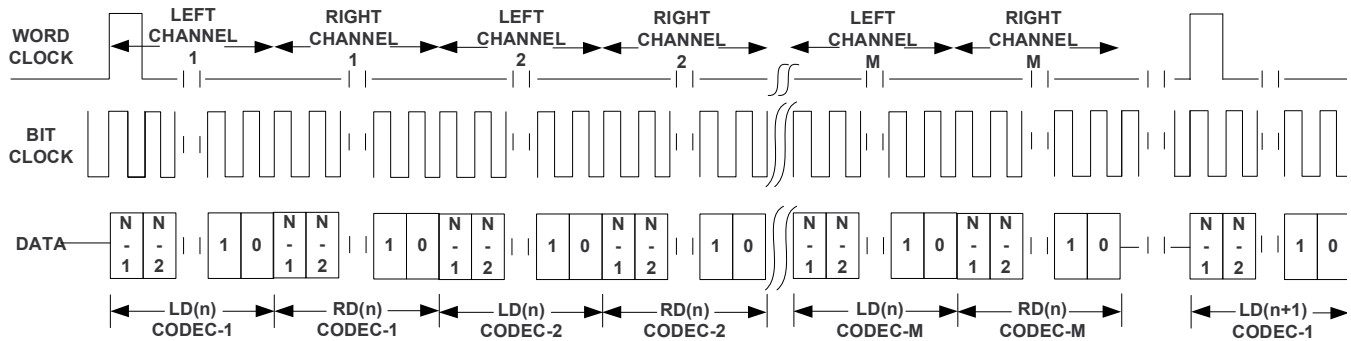 WORD CLOCK
LEFT CHANNEL 1
RIGHT CHANNEL 1
LEFT CHANNEL 2
RIGHT CHANNEL 2
LEFT CHANNEL M
RIGHT CHANNEL M
BIT CLOCK
DATA
N-1 N-2 1 0 N-1 N-2 1 0 N-1 N-2 1 0 N-1 N-2 1 0 N-1 N-2 1 0 N-1 N-2 1 0 N-1 N-2 1 0
LD(n) CODEC-1
RD(n) CODEC-1
LD(n) CODEC-2
RD(n) CODEC-2
LD(n) CODEC-M
RD(n) CODEC-M
LD(n+1) CODEC-1